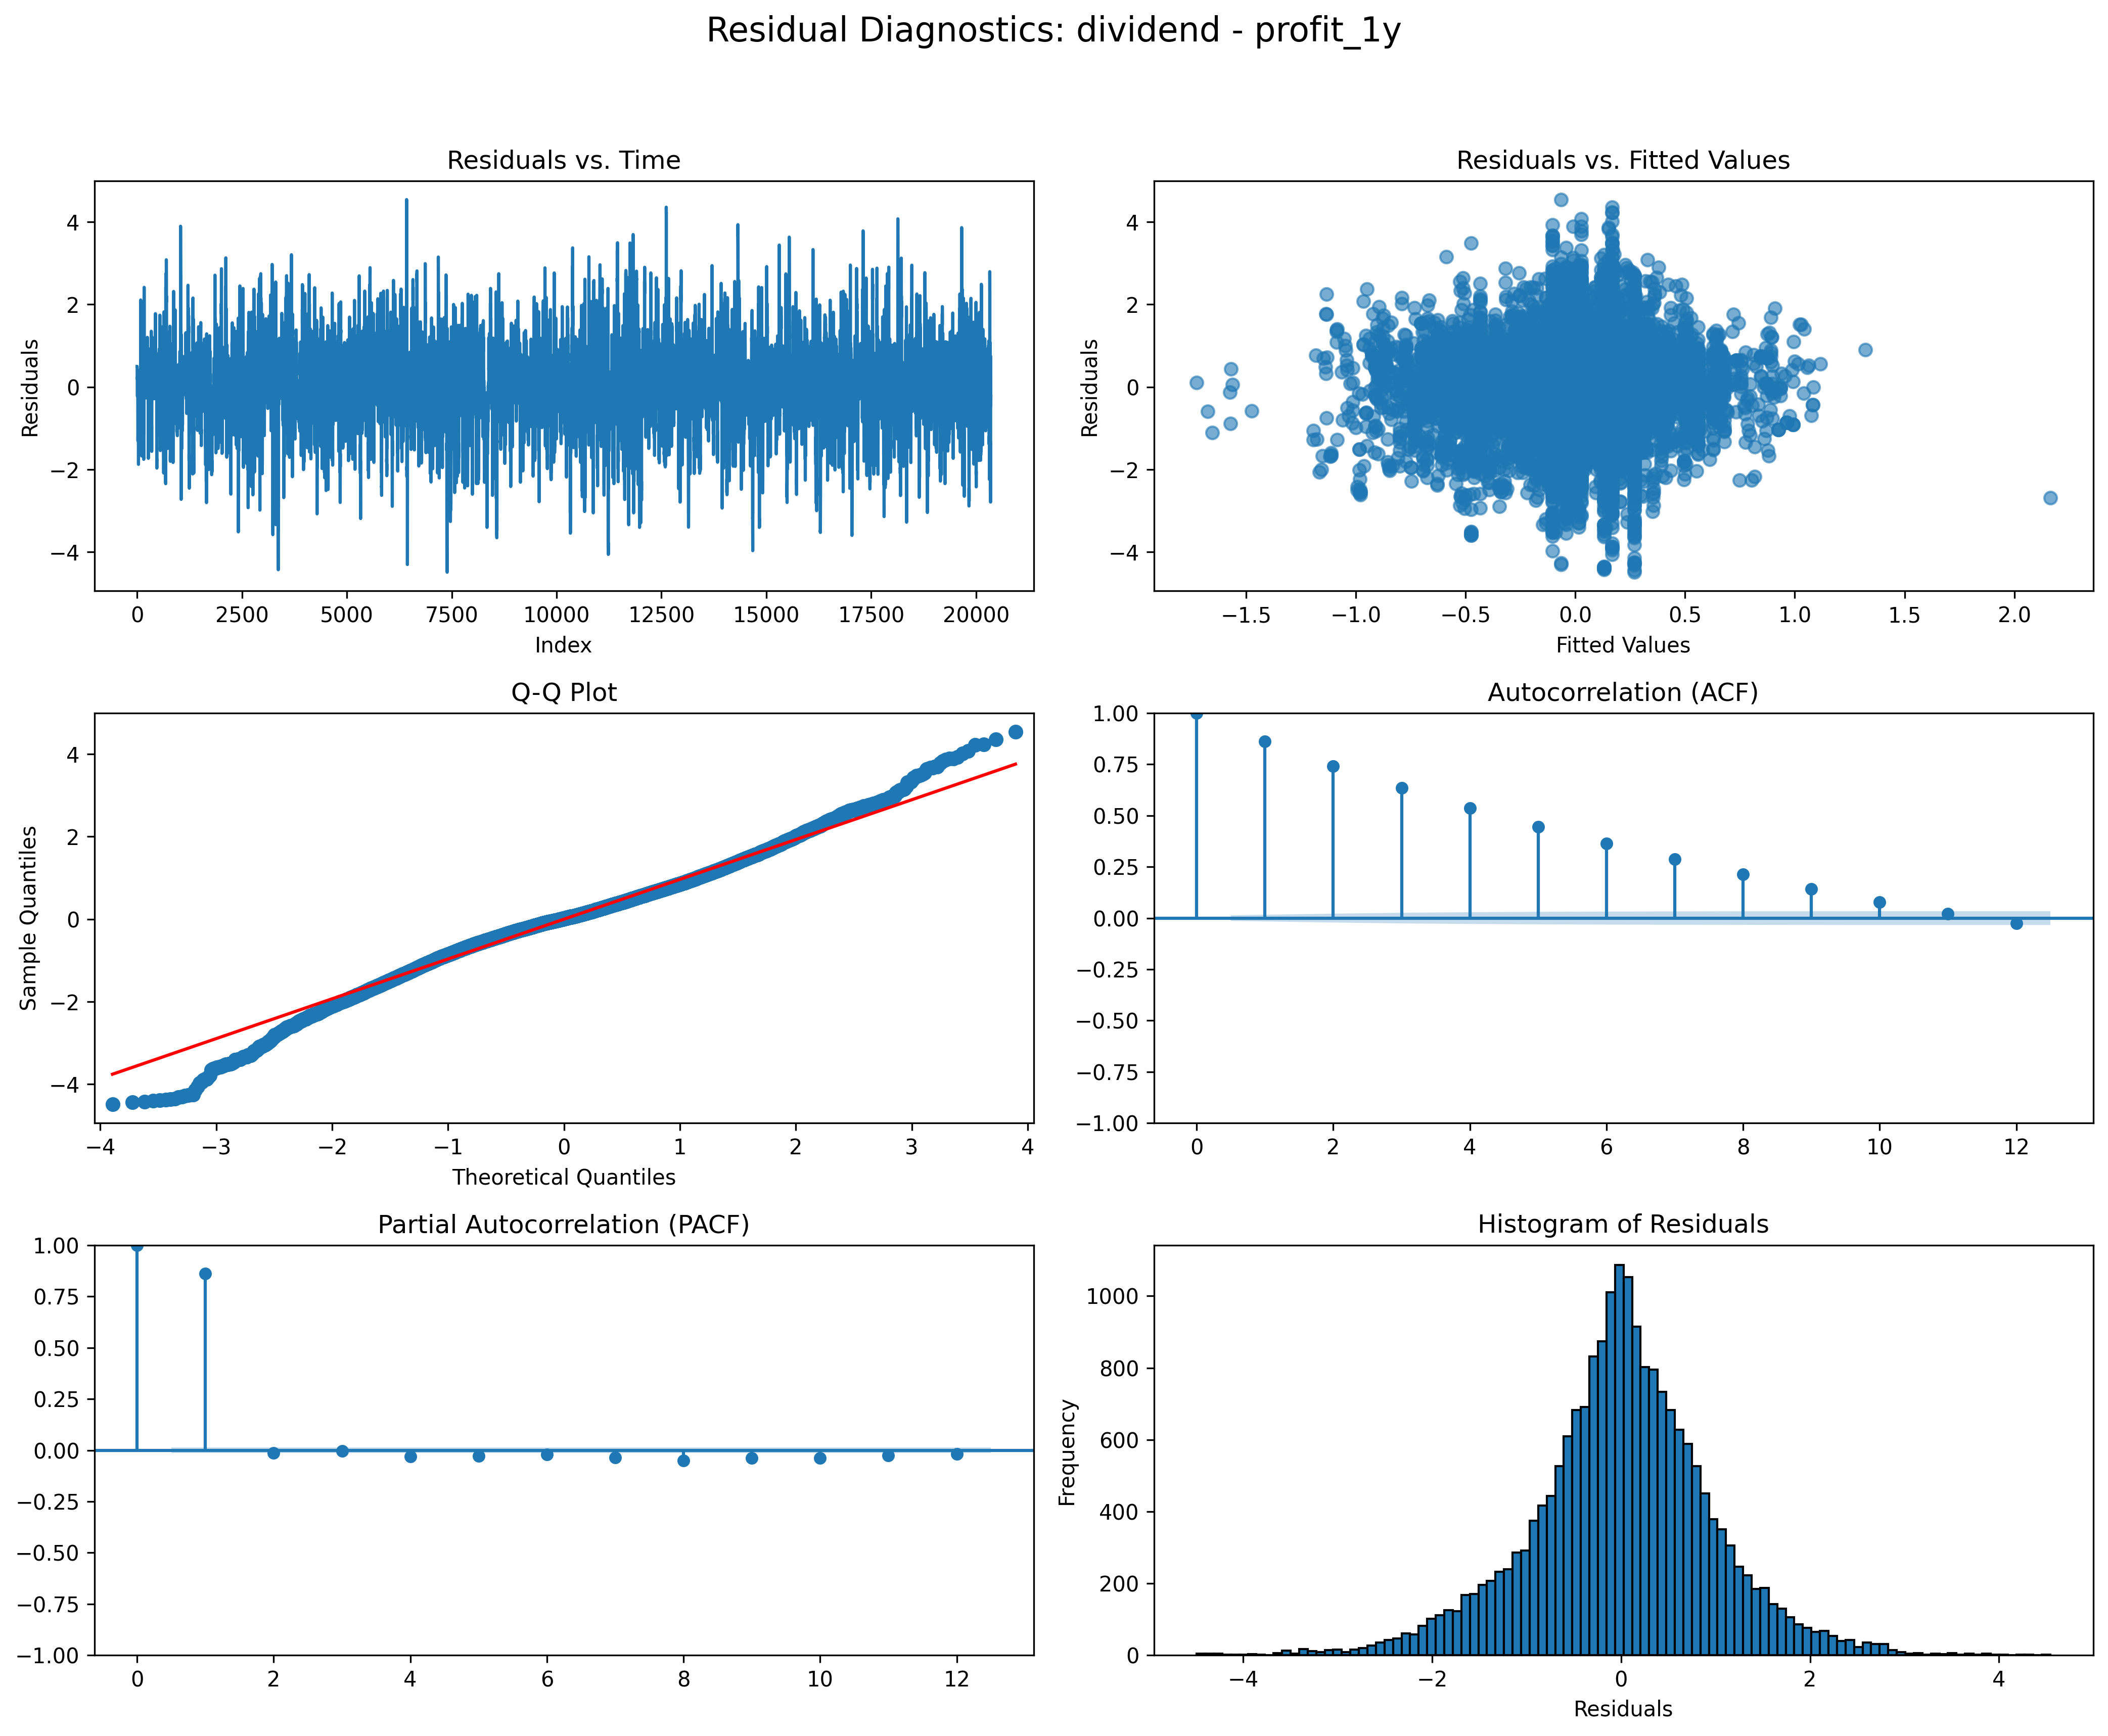 Residual Diagnostics: dividend - profit_1y
Residuals vs. Time
Residuals
4
2
0
−2
−4
0 2500 5000 7500 10000 12500 15000 17500 20000
Index
Residuals vs. Fitted Values
Residuals
4
2
0
−2
−4
−1.5 −1.0 −0.5 0.0 0.5 1.0 1.5 2.0
Fitted Values
Q-Q Plot
Sample Quantiles
4
2
0
−2
−4
−4 −3 −2 −1 0 1 2 3 4
Theoretical Quantiles
Autocorrelation (ACF)
1.00
0.75
0.50
0.25
0.00
−0.25
−0.50
−0.75
−1.00
0 2 4 6 8 10 12
Partial Autocorrelation (PACF)
1.00
0.75
0.50
0.25
0.00
−0.25
−0.50
−0.75
−1.00
0 2 4 6 8 10 12
Histogram of Residuals
Frequency
1000
800
600
400
200
0
−4 −2 0 2 4
Residuals